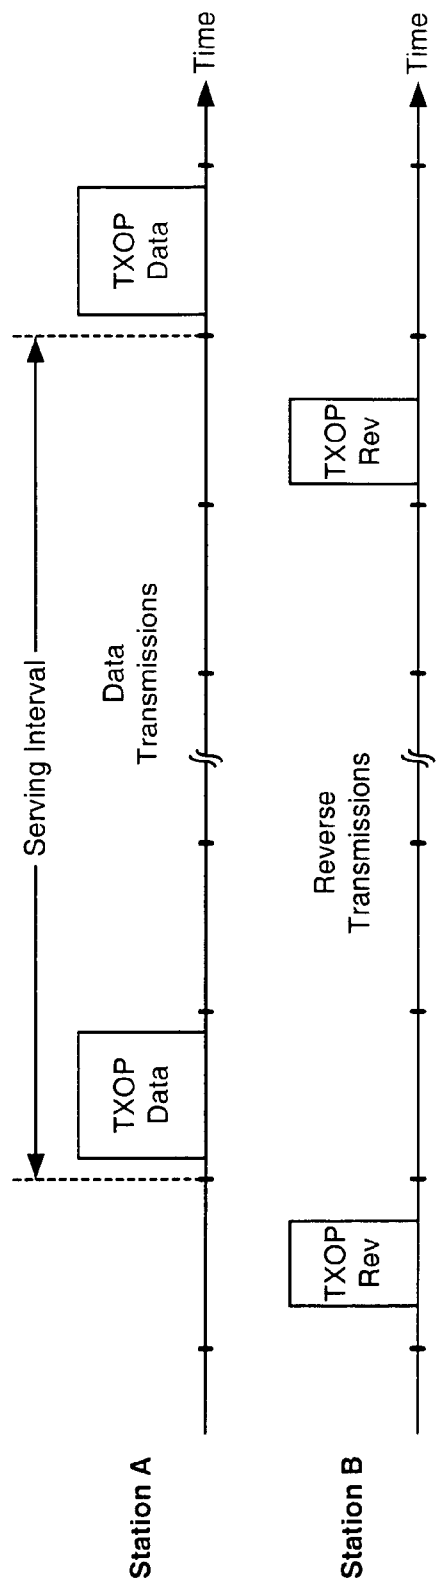 Serving Interval
TXOP
Data
TXOP
Data
Data
Transmissions
Station A
Time
TXOP
Rev
TXOP
Rev
Reverse
Transmissions
Station B
Time